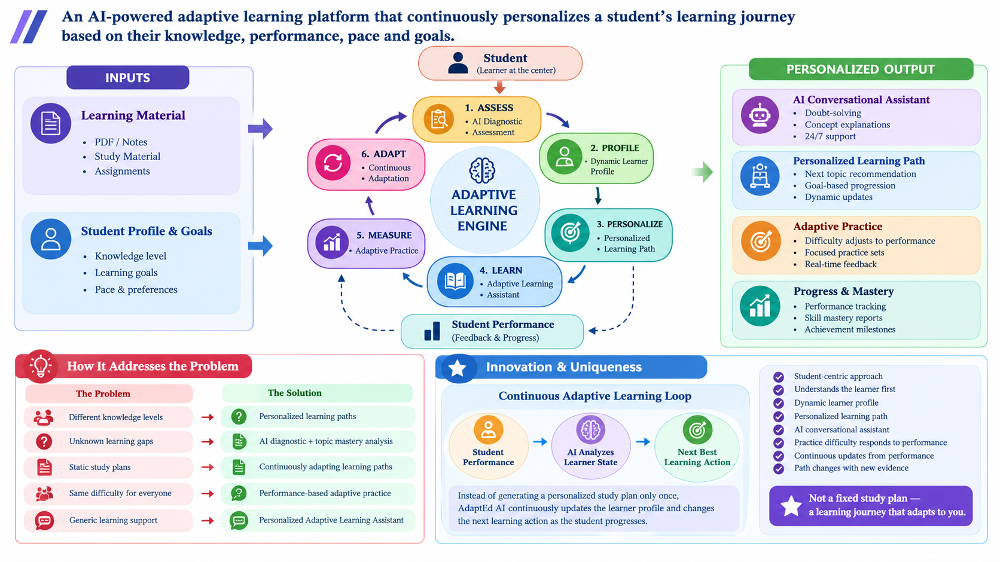 An AI-powered adaptive learning platform that continuously personalizes a student's learning journey
based on their knowledge, performance, pace and goals.
INPUTS
Learning Material
• PDF / Notes
• Study Material
• Assignments
Student Profile & Goals
• Knowledge level
• Learning goals
• Pace & preferences
Student
(Learner at the center)
1. ASSESS
• AI Diagnostic
• Assessment
2. PROFILE
• Dynamic Learner
Profile
3. PERSONALIZE
• Personalized
• Learning Path
4. LEARN
• Adaptive Learning
• Assistant
5. MEASURE
• Adaptive Practice
6. ADAPT
• Continuous
• Adaptation
ADAPTIVE
LEARNING
ENGINE
Student Performance
(Feedback & Progress)
PERSONALIZED OUTPUT
AI Conversational Assistant
• Doubt-solving
• Concept explanations
• 24/7 support
Personalized Learning Path
• Next topic recommendation
• Goal-based progression
• Dynamic updates
Adaptive Practice
• Difficulty adjusts to performance
• Focused practice sets
• Real-time feedback
Progress & Mastery
• Performance tracking
• Skill mastery reports
• Achievement milestones
How It Addresses the Problem
The Problem
The Solution
Different knowledge levels
Personalized learning paths
Unknown learning gaps
AI diagnostic + topic mastery analysis
Static study plans
Continuously adapting learning paths
Same difficulty for everyone
Performance-based adaptive practice
Generic learning support
Personalized Adaptive Learning Assistant
Innovation & Uniqueness
Continuous Adaptive Learning Loop
Student
Performance
AI Analyzes
Learner State
Next Best
Learning Action
Instead of generating a personalized study plan only once,
AdaptEd AI continuously updates the learner profile and changes
the next learning action as the student progresses.
Student-centric approach
Understands the learner first
Dynamic learner profile
Personalized learning path
AI conversational assistant
Practice difficulty responds to performance
Continuous updates from performance
Path changes with new evidence
Not a fixed study plan —
a learning journey that adapts to you.